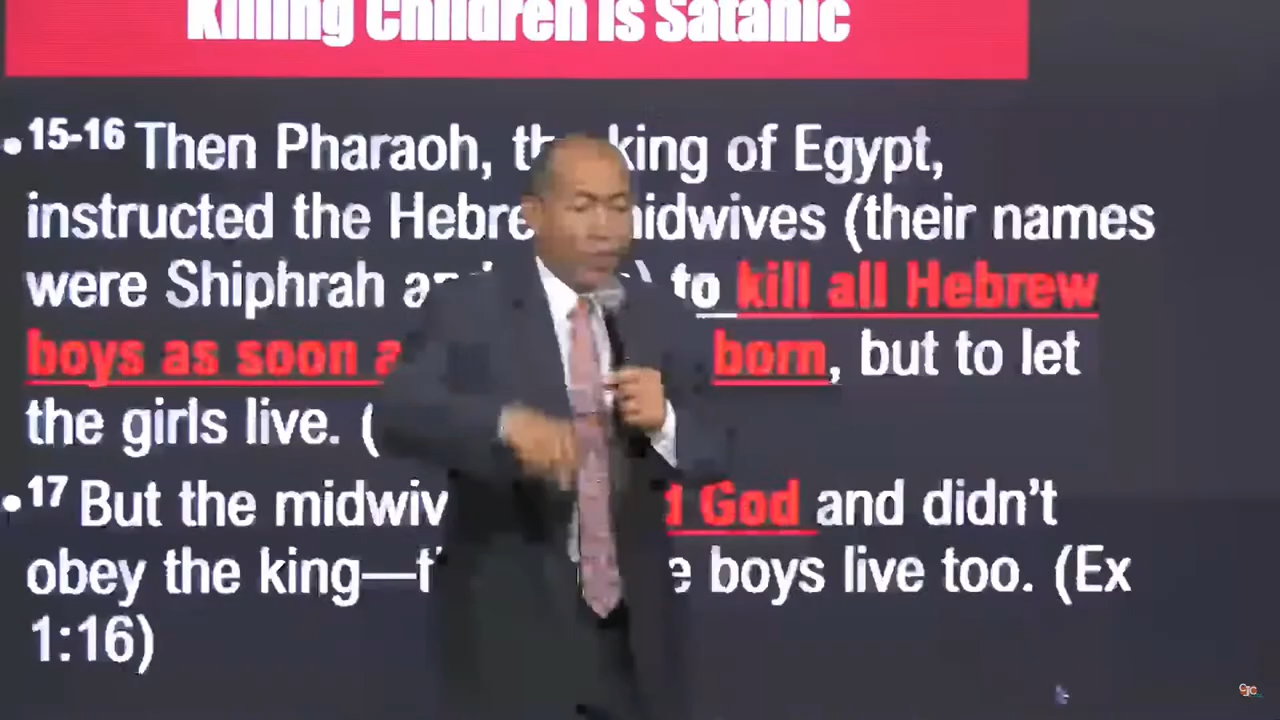 Killing Children is Satanic
•15-16 Then Pharaoh, king of Egypt,
instructed the midwives (their names
were Shiphrah to kill all Hebrew
boys as soon born, but to let
the girls live. (
•17 But the God and didn't
obey the king— boys live too. (Ex
1:16)